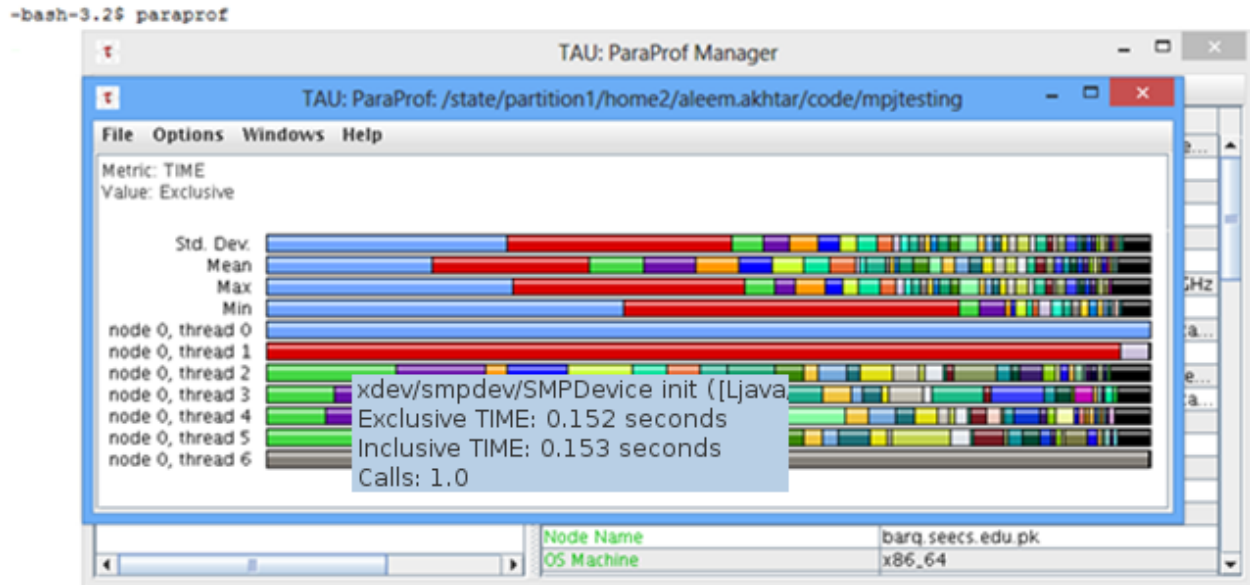 -bash-3.2$ paraprof
TAU: ParaProf Manager
TAU: ParaProf: /state/partition1/home2/aleem.akhtar/code/mpjtesting
File Options Windows Help
Metric: TIME
Value: Exclusive
Std. Dev.
Mean
Max
Min
node 0, thread 0
node 0, thread 1
node 0, thread 2
node 0, thread 3
node 0, thread 4
node 0, thread 5
node 0, thread 6
xdev/smpdev/SMPDevice init ([Ljava/
Exclusive TIME: 0.152 seconds
Inclusive TIME: 0.153 seconds
Calls: 1.0
GHz
Node Name barq.seecs.edu.pk
OS Machine x86_64